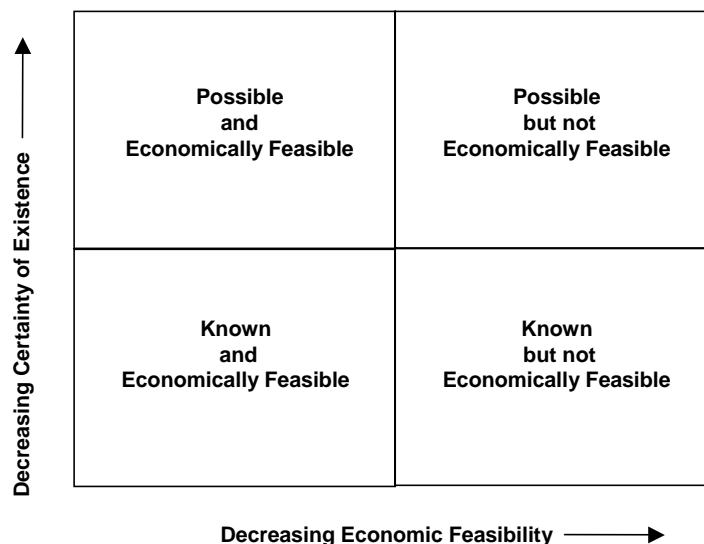 Possible
and
Economically Feasible
Possible
but not
Economically Feasible
Known
and
Economically Feasible
Known
but not
Economically Feasible
Decreasing Certainty of Existence
Decreasing Economic Feasibility